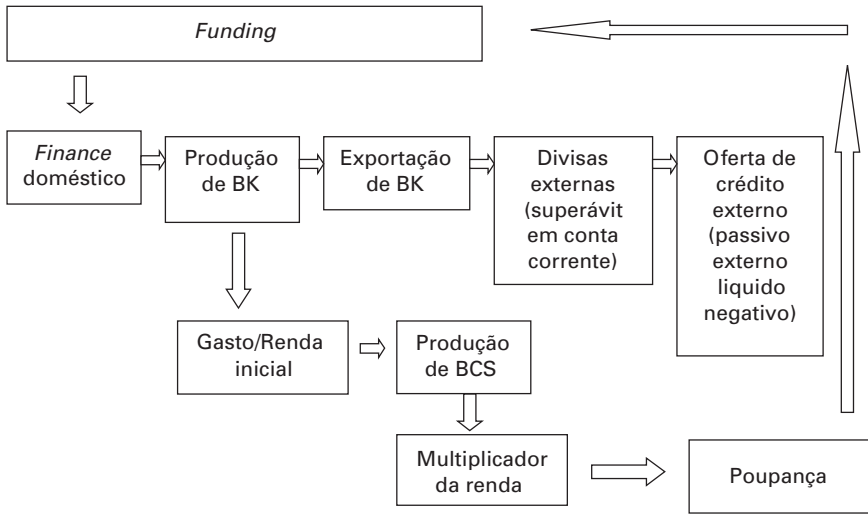 Funding
Finance
doméstico
Produção
de BK
Exportação
de BK
Divisas
externas
(superávit
em conta
corrente)
Oferta de
crédito
externo
(passivo
externo
liquido
negativo)
Gasto/Renda
inicial
Produção
de BCS
Multiplicador
da renda
Poupança